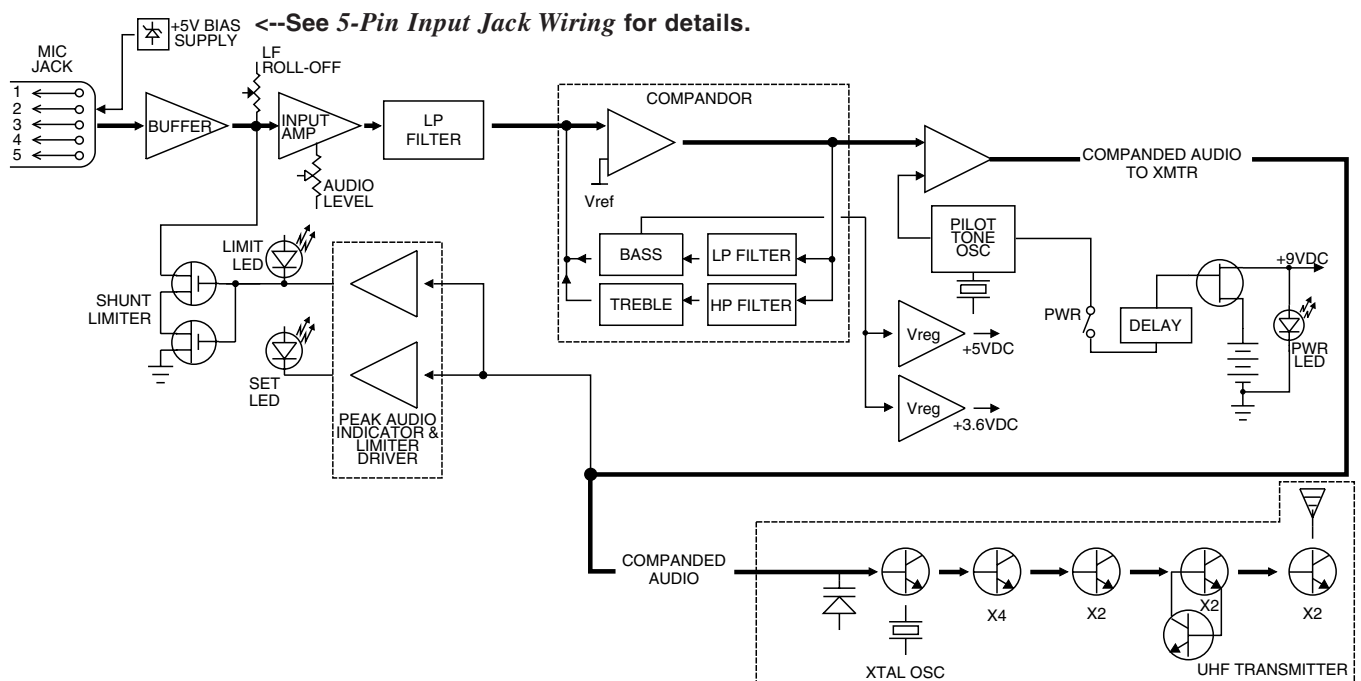 +5V BIAS
SUPPLY
<--See 5-Pin Input Jack Wiring for details.
MIC
JACK
LF
ROLL-OFF
1
2
3
4
5
BUFFER
INPUT
AMP
AUDIO
LEVEL
LP
FILTER
COMPANDOR
Vref
BASS
LP FILTER
TREBLE
HP FILTER
COMPANDED AUDIO
TO XMTR
PILOT
TONE
OSC
+9VDC
PWR
DELAY
PWR
LED
Vreg
+5VDC
Vreg
+3.6VDC
LIMIT
LED
SHUNT
LIMITER
SET
LED
PEAK AUDIO
INDICATOR &
LIMITER
DRIVER
COMPANDED
AUDIO
X4
X2
X2
X2
XTAL OSC
UHF TRANSMITTER